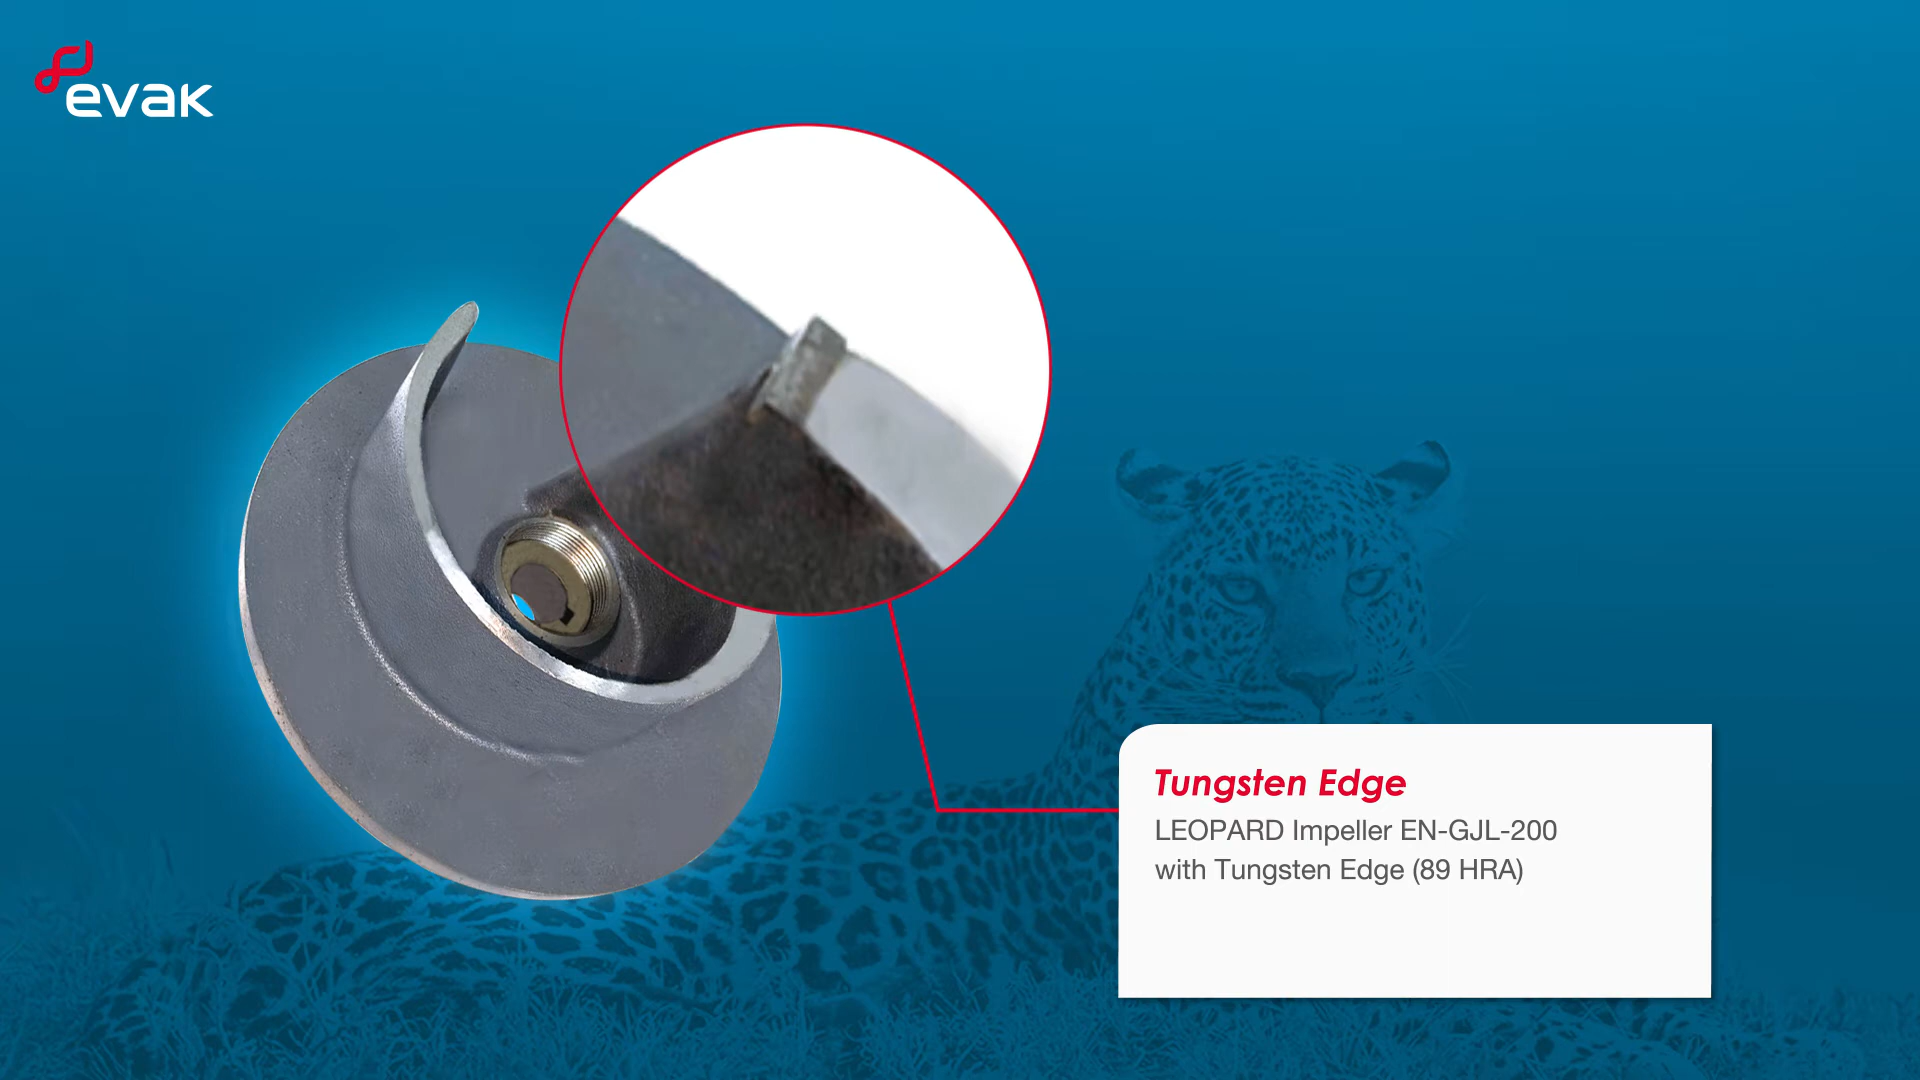 evak
Tungsten Edge
LEOPARD Impeller EN-GJL-200
with Tungsten Edge (89 HRA)